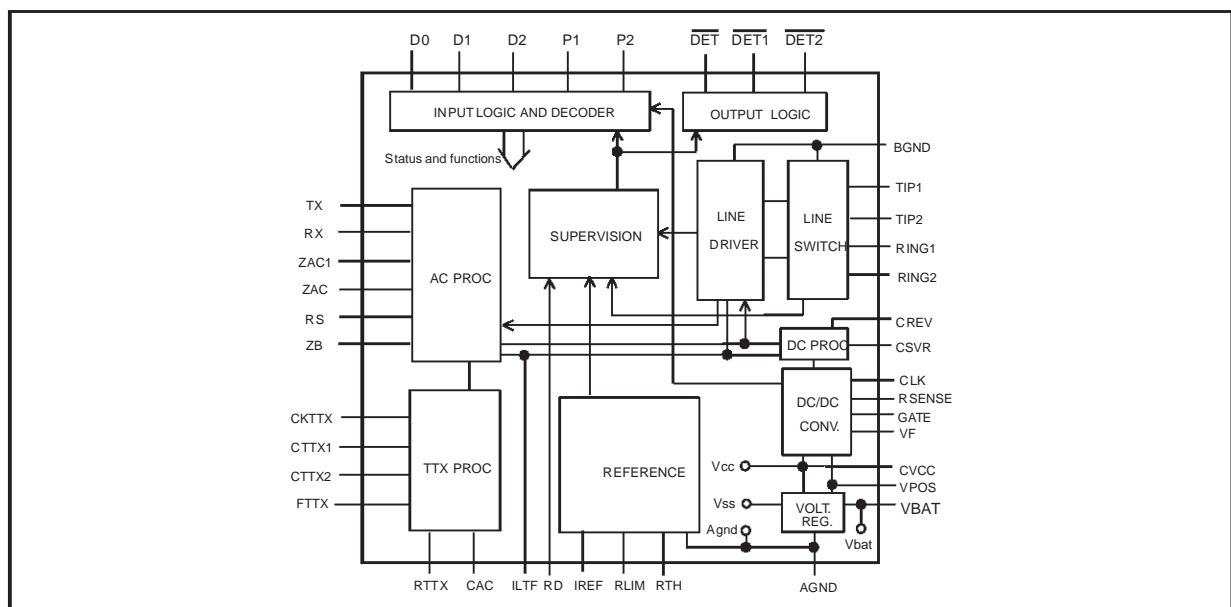 D0 D1 D2 P1 P2 DET DET1 DET2
INPUT LOGIC AND DECODER
OUTPUT LOGIC
Status and functions
BGND
TIP1
TIP2
RING1
RING2
LINE
DRIVER
LINE
SWITCH
SUPERVISION
TX
RX
ZAC1
ZAC
RS
ZB
AC PROC
CREV
CSVR
DC PROC
CLK
RSENSE
GATE
VF
DC/DC
CONV.
CKTTX
CTTX1
CTTX2
FTTX
TTX PROC
REFERENCE
Vcc
Vss
Agnd
CVCC
VPOS
VBAT
VOLT.
REG.
Vbat
RTTX CAC ILTF RD IREF RLIM RTH AGND